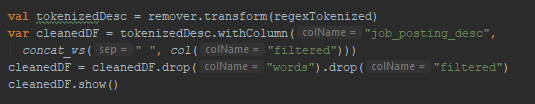 val tokenizedDesc = remover.transform(regexTokenized)
var cleanedDF = tokenizedDesc.withColumn( colName = "job_posting_desc",
concat_ws( sep = " ", col( colName = "filtered")))
cleanedDF = cleanedDF.drop( colName = "words").drop( colName = "filtered")
cleanedDF.show()